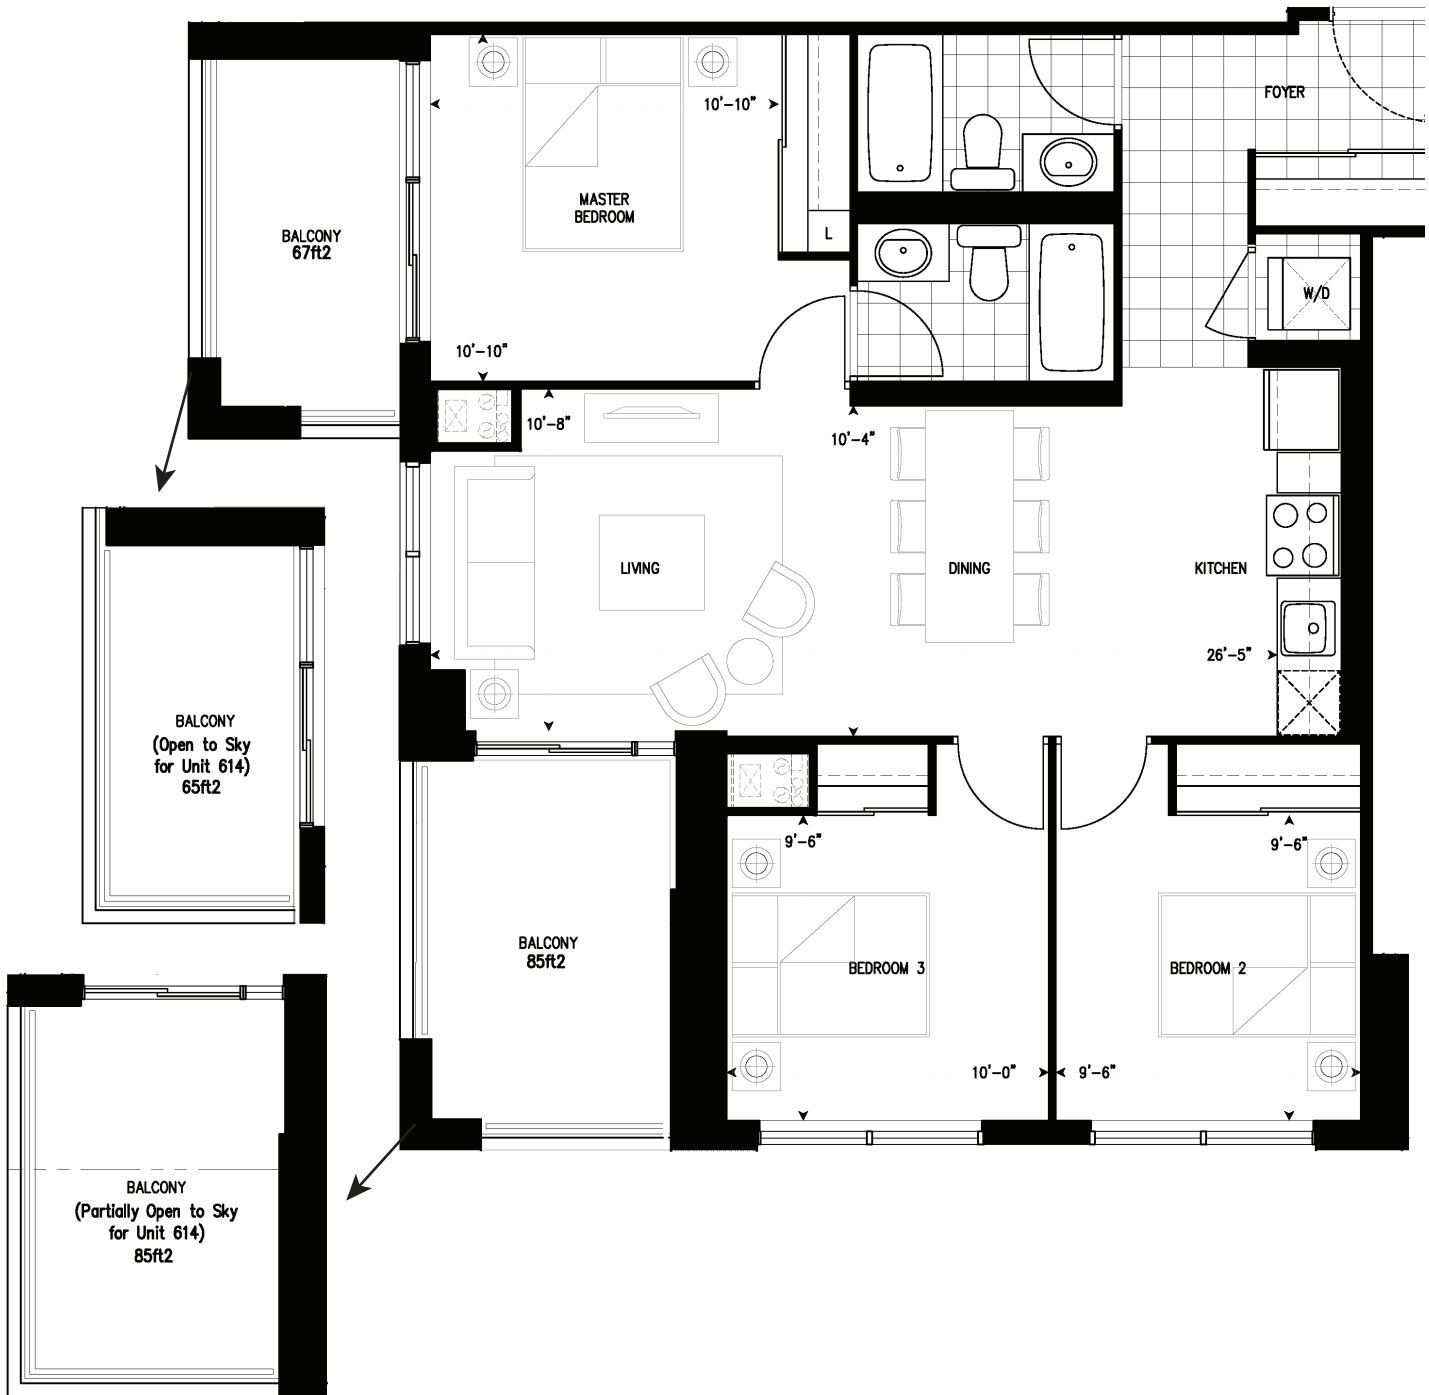 FOYER
10'-10"
MASTER
BEDROOM
L
BALCONY
67ft2
W/D
10'-10"
10'-8"
10'-4"
LIVING
DINING
KITCHEN
26'-5"
BALCONY
(Open to Sky
for Unit 614)
65ft2
9'-6"
9'-6"
BALCONY
85ft2
BEDROOM 3
BEDROOM 2
10'-0"
9'-6"
BALCONY
(Partially Open to Sky
for Unit 614)
85ft2